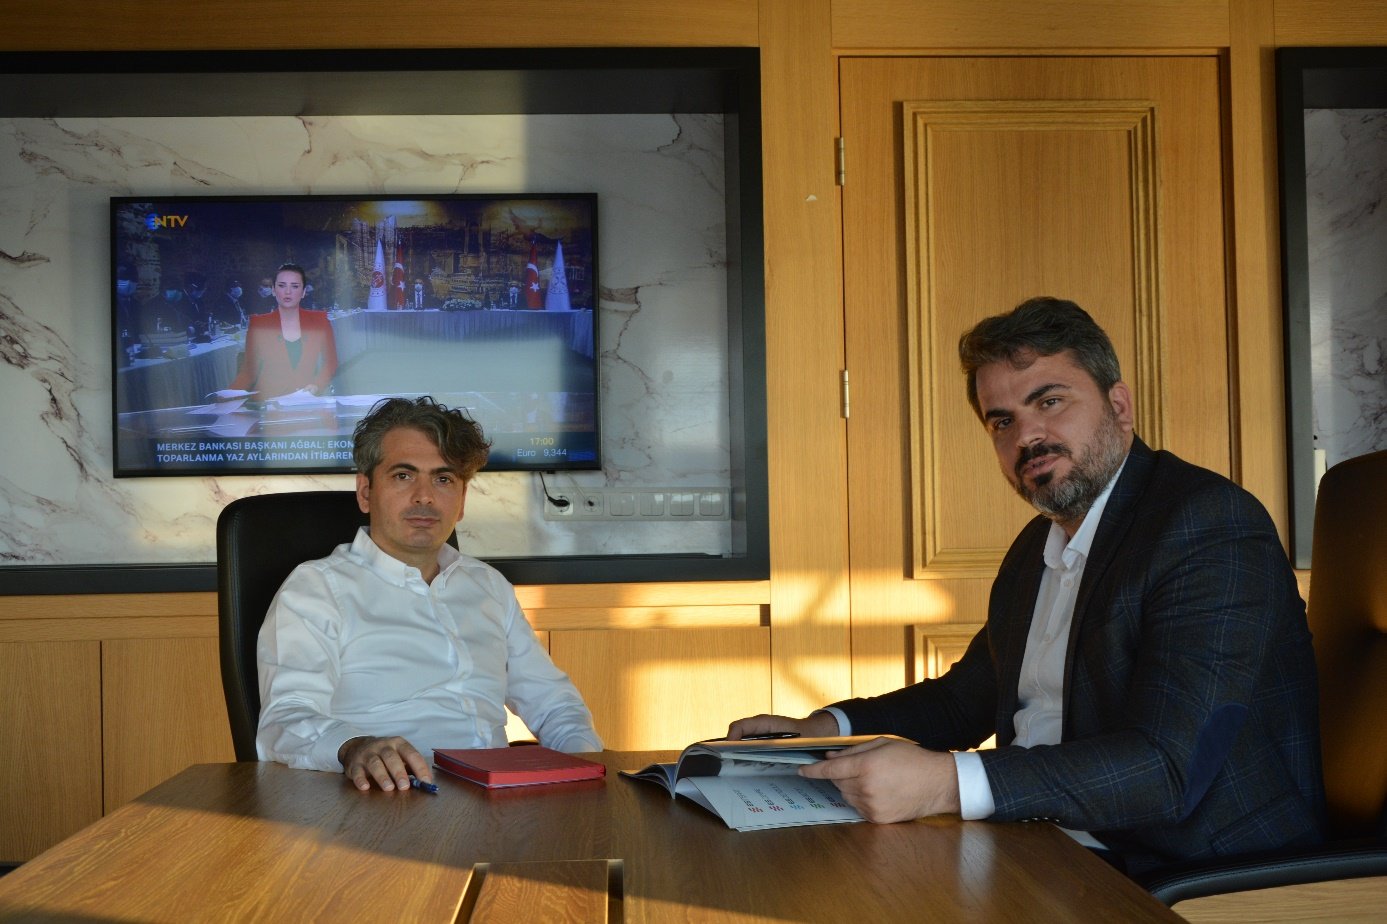 NTV
MERKEZ BANKASI BAŞKANI AĞBAL: EKON
TOPARLANMA YAZ AYLARINDAN İTİBAREN
17:00
Euro 9,344